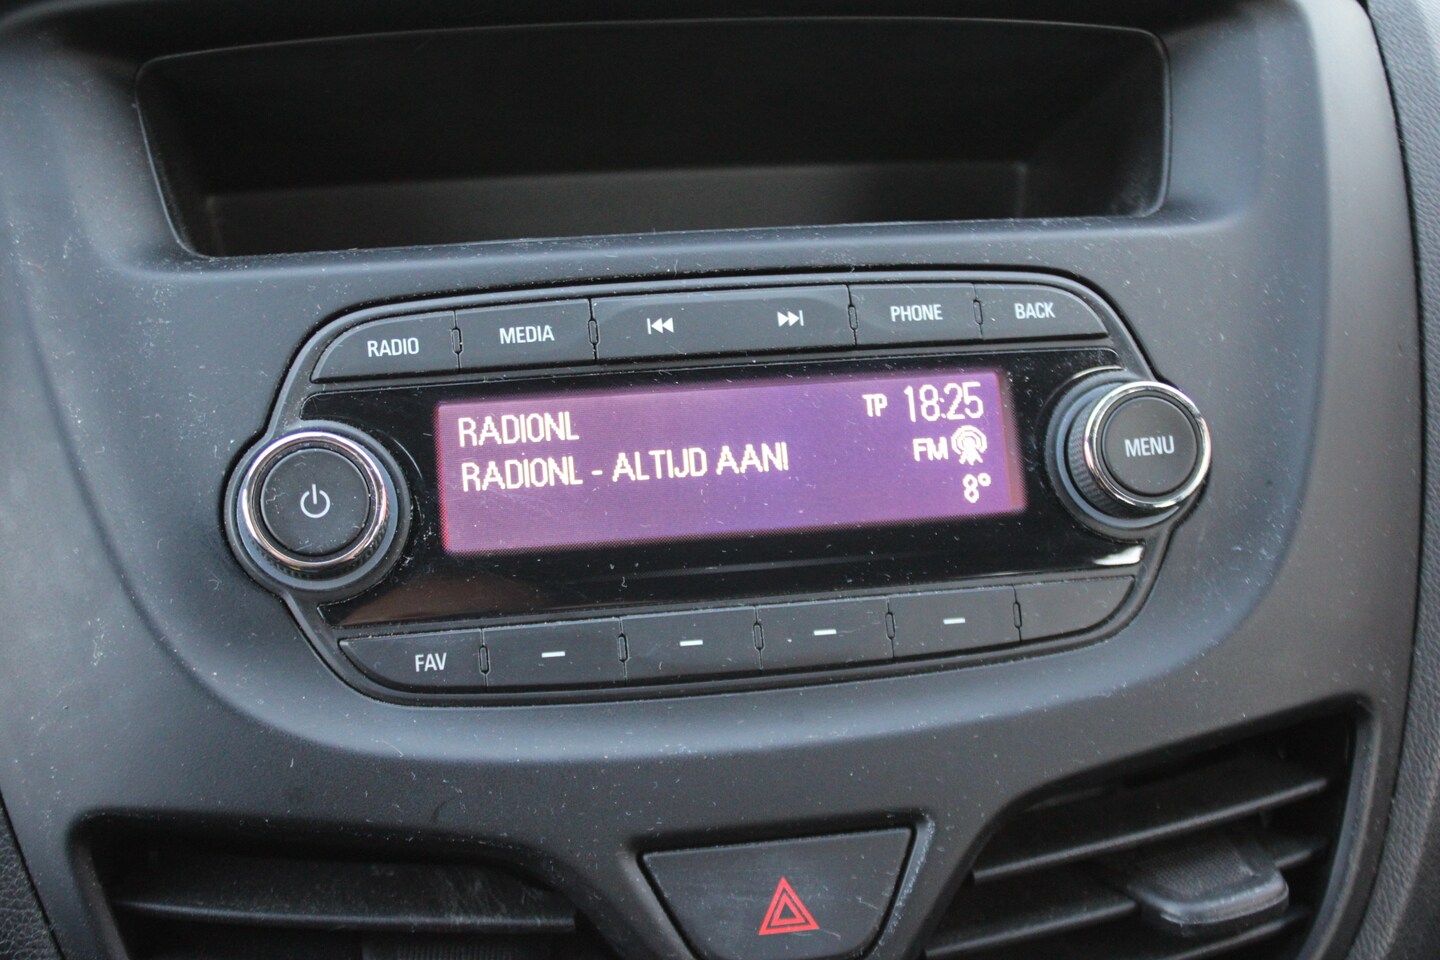 RADIO
MEDIA
PHONE
BACK
RADIONL
TP 18:25
RADIONL - ALTIJD AAN!
FM
8°
MENU
FAV